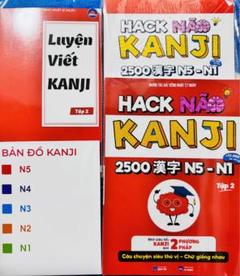 Luyện
Viết
KANJI
Tập 2
BẢN ĐỒ KANJI
N5
N4
N3
N2
N1
HACK NÃO
KANJI
2500 漢字 N5 - N1
HACK NÃO
KANJI
2500 漢字 N5 - N1
Tập 2
2 PHƯƠNG
PHÁP
Câu chuyện siêu thú vị - Chữ giống nhau